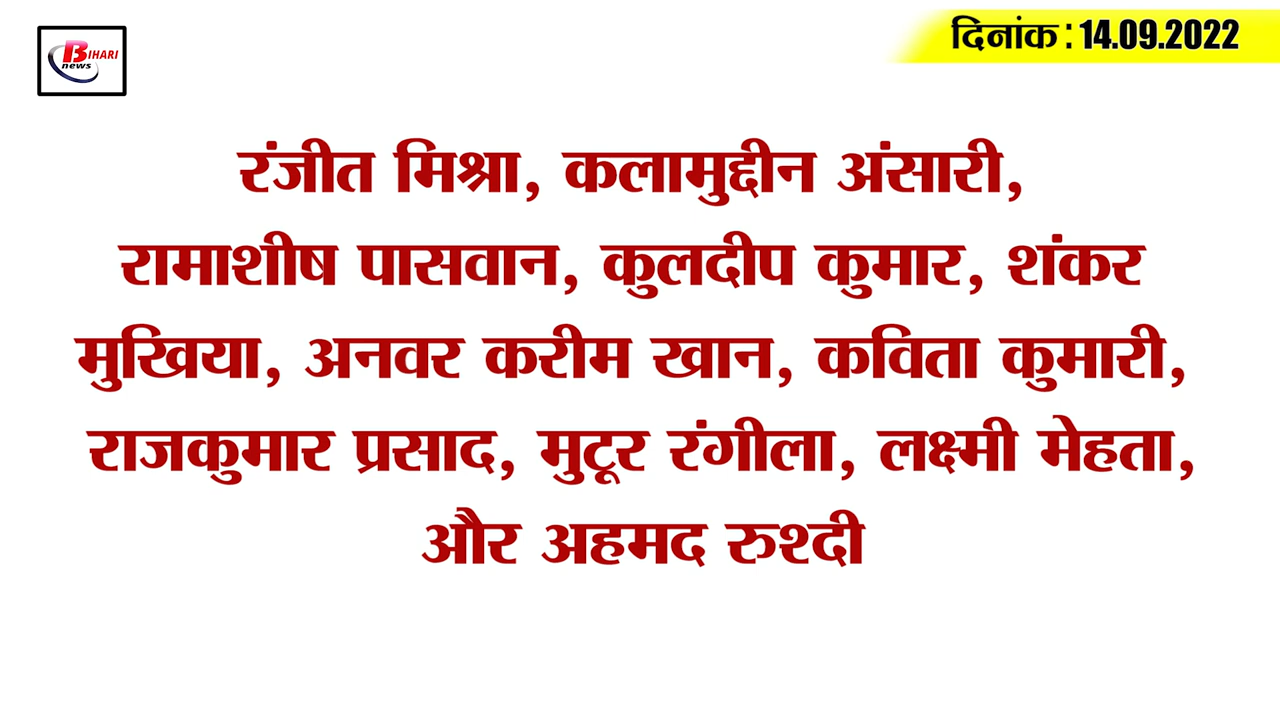 BIHARI
news
दिनांक : 14.09.2022
रंजीत मिश्रा, कलामुद्दीन अंसारी,
रामाशीष पासवान, कुलदीप कुमार, शंकर
मुखिया, अनवर करीम खान, कविता कुमारी,
राजकुमार प्रसाद, मुटूर रंगीला, लक्ष्मी मेहता,
और अहमद रुश्दी